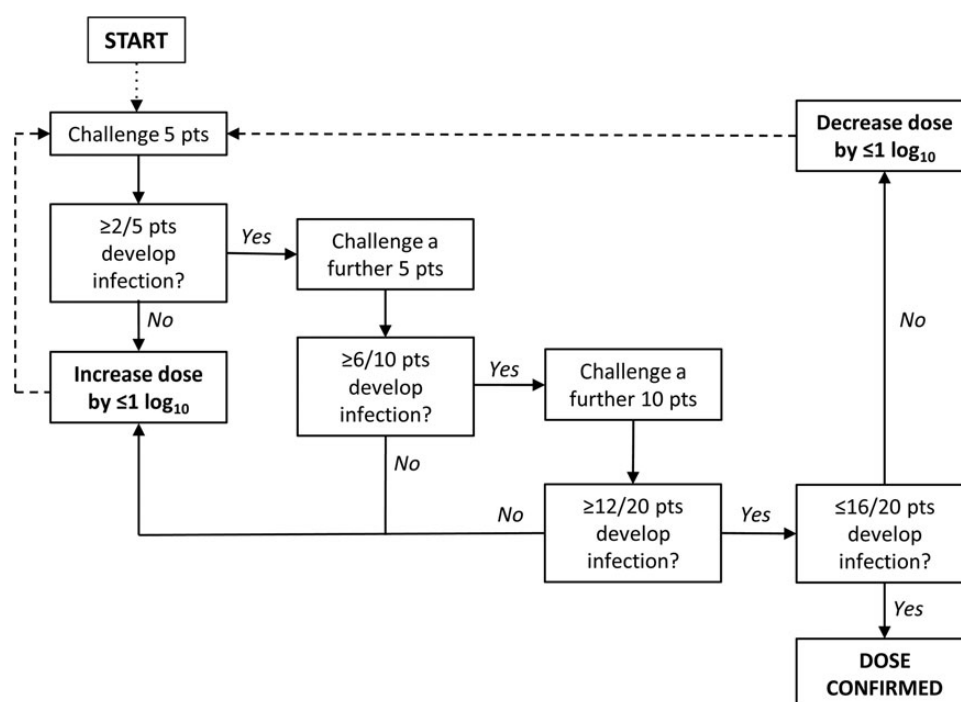 START
Challenge 5 pts
Decrease dose
by ≤1 log₁₀
≥2/5 pts
develop
infection?
Yes
Challenge a
further 5 pts
No
No
Increase dose
by ≤1 log₁₀
≥6/10 pts
develop
infection?
Yes
Challenge a
further 10 pts
No
No
≥12/20 pts
develop
infection?
Yes
≤16/20 pts
develop
infection?
Yes
DOSE
CONFIRMED